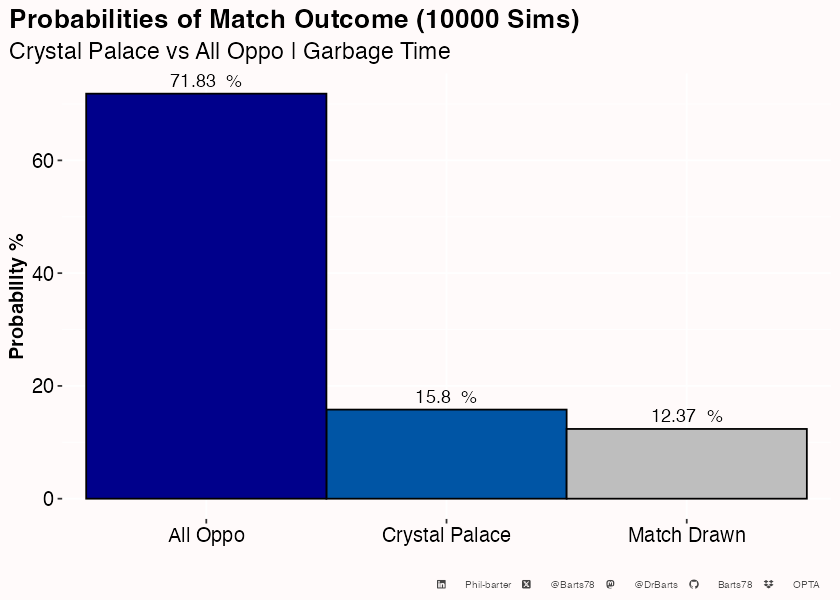 Probabilities of Match Outcome (10000 Sims)
Crystal Palace vs All Oppo | Garbage Time
71.83 %
60
Probability %
40
20
15.8 %
12.37 %
0
All Oppo Crystal Palace Match Drawn
Phil-barter @Barts78 @DrBarts Barts78 OPTA